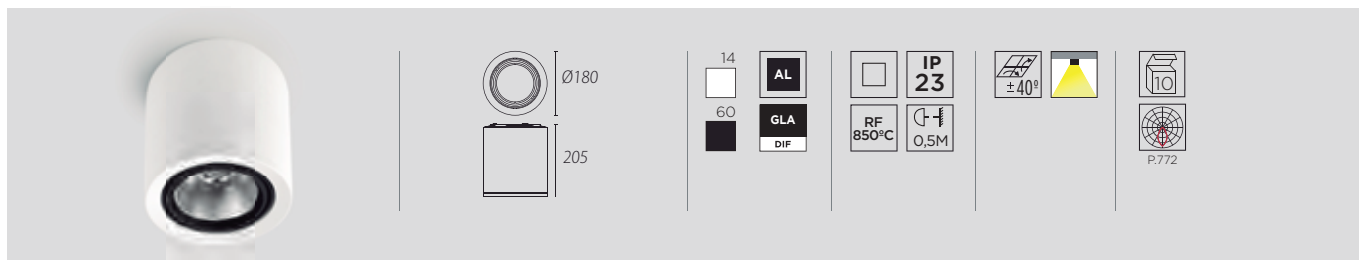 Ø180
205
14
AL
60
GLA
DIF
IP
23
RF
850ºC
0,5M
±40º
10
P.772